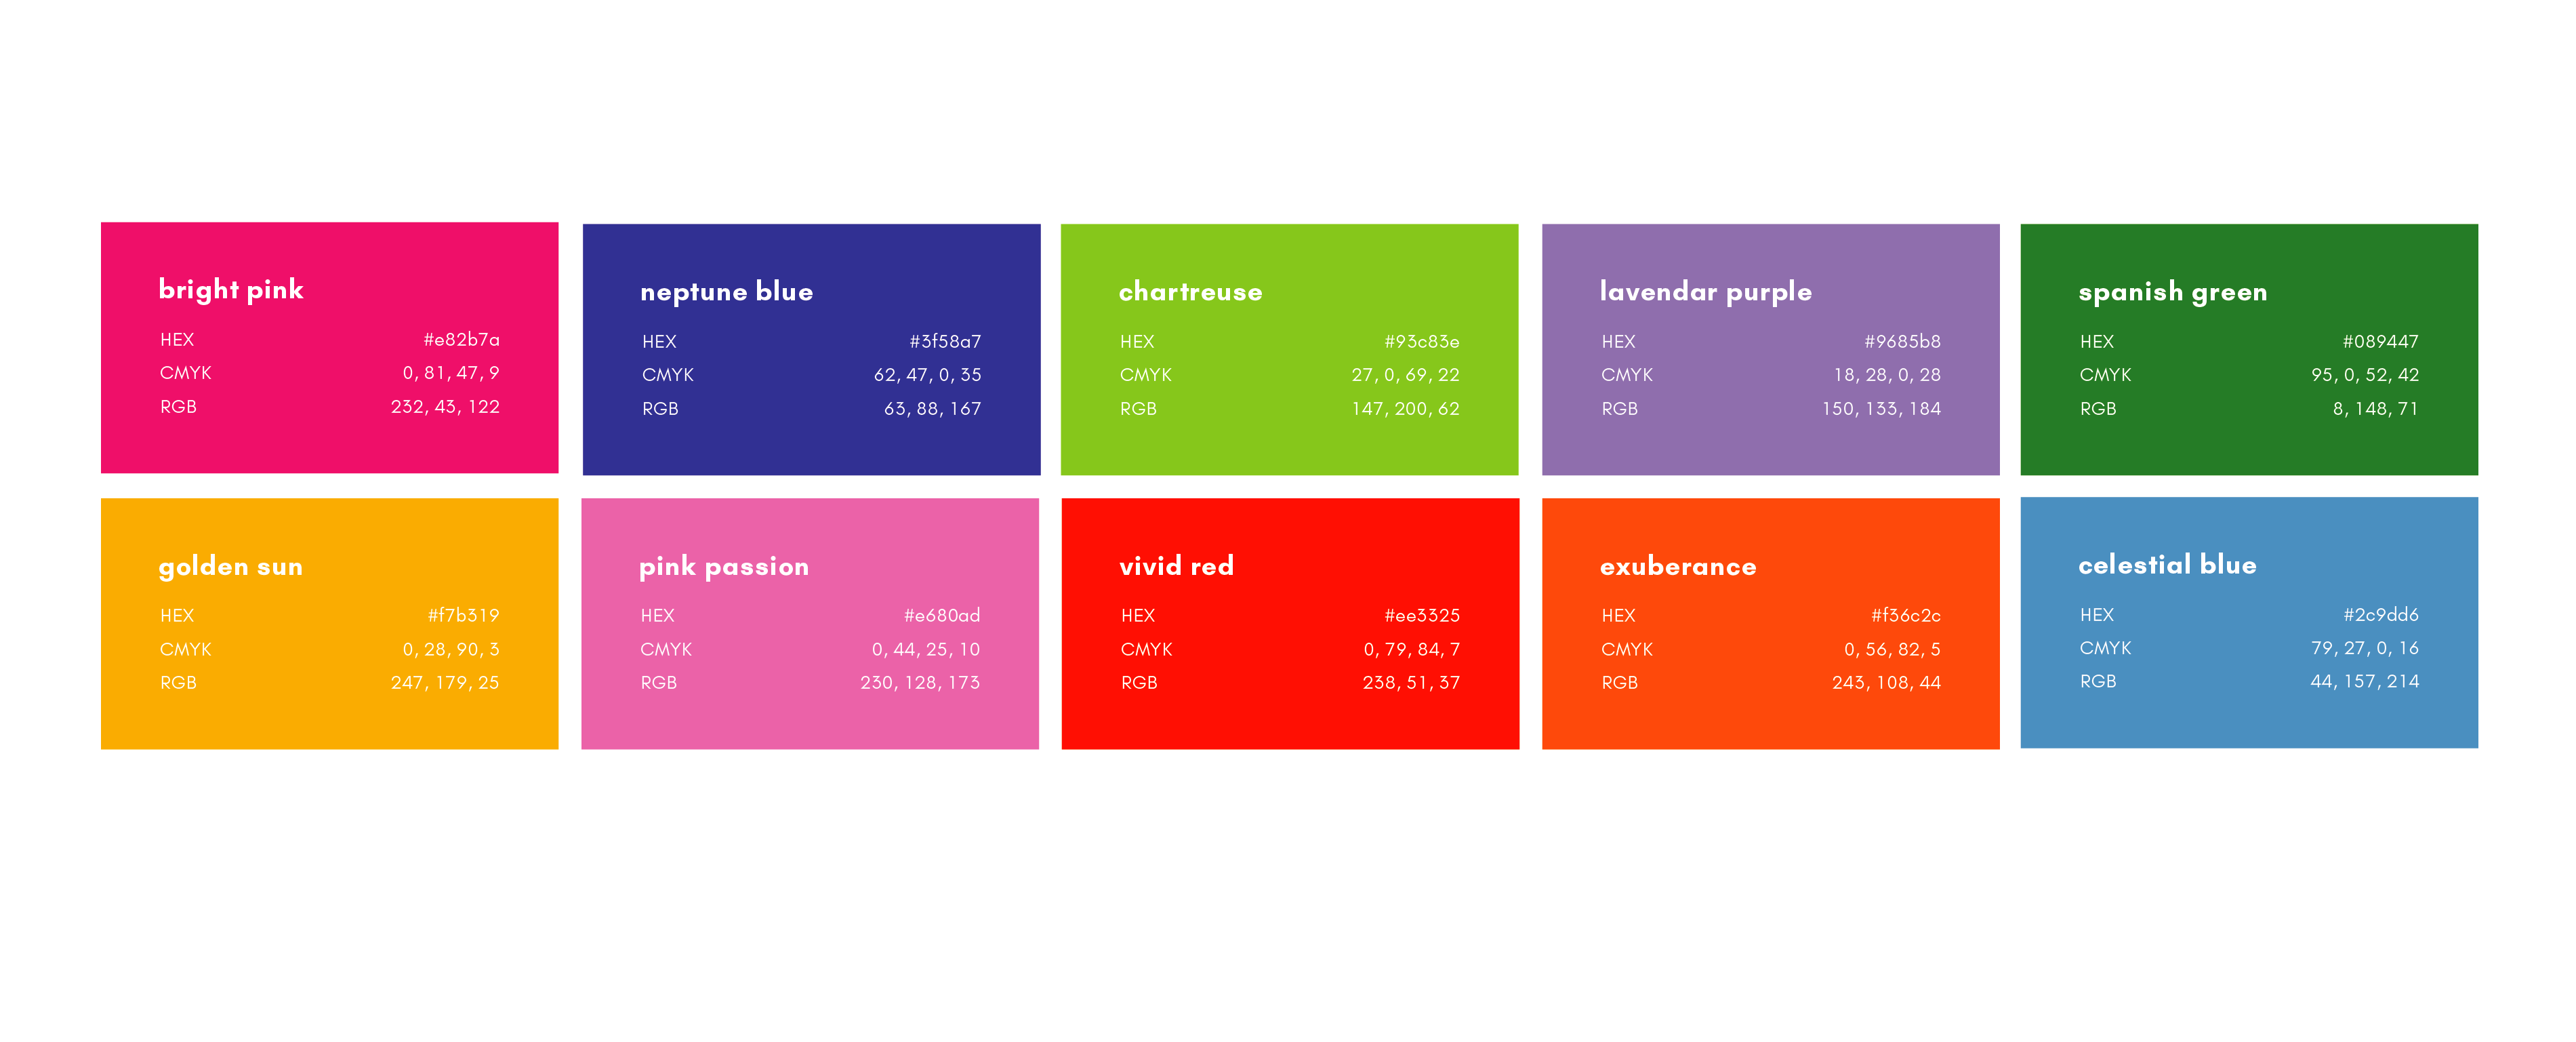 bright pink
HEX #e82b7a
CMYK 0, 81, 47, 9
RGB 232, 43, 122
neptune blue
HEX #3f58a7
CMYK 62, 47, 0, 35
RGB 63, 88, 167
chartreuse
HEX #93c83e
CMYK 27, 0, 69, 22
RGB 147, 200, 62
lavendar purple
HEX #9685b8
CMYK 18, 28, 0, 28
RGB 150, 133, 184
spanish green
HEX #089447
CMYK 95, 0, 52, 42
RGB 8, 148, 71
golden sun
HEX #f7b319
CMYK 0, 28, 90, 3
RGB 247, 179, 25
pink passion
HEX #e680ad
CMYK 0, 44, 25, 10
RGB 230, 128, 173
vivid red
HEX #ee3325
CMYK 0, 79, 84, 7
RGB 238, 51, 37
exuberance
HEX #f36c2c
CMYK 0, 56, 82, 5
RGB 243, 108, 44
celestial blue
HEX #2c9dd6
CMYK 79, 27, 0, 16
RGB 44, 157, 214